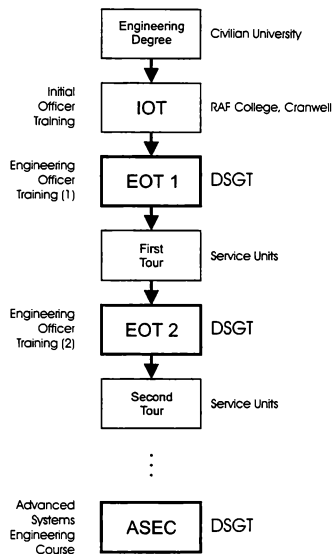 Engineering
Degree
Civilian University
Initial
Officer
Training
IOT
RAF College, Cranwell
Engineering
Officer
Training (1)
EOT 1
DSGT
First
Tour
Service Units
Engineering
Officer
Training (2)
EOT 2
DSGT
Second
Tour
Service Units
Advanced
Systems
Engineering
Course
ASEC
DSGT